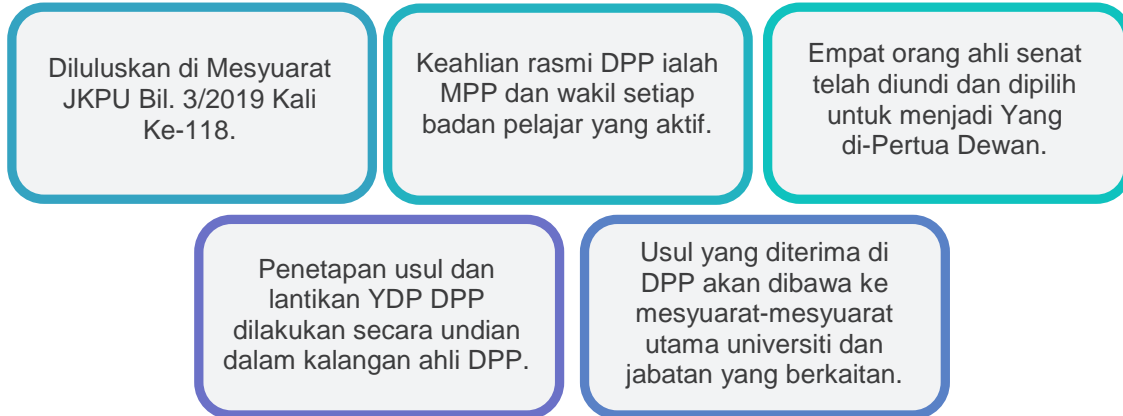 Diluluskan di Mesyuarat
JKPU Bil. 3/2019 Kali
Ke-118.
Keahlian rasmi DPP ialah
MPP dan wakil setiap
badan pelajar yang aktif.
Empat orang ahli senat
telah diundi dan dipilih
untuk menjadi Yang
di-Pertua Dewan.
Penetapan usul dan
lantikan YDP DPP
dilakukan secara undian
dalam kalangan ahli DPP.
Usul yang diterima di
DPP akan dibawa ke
mesyuarat-mesyuarat
utama universiti dan
jabatan yang berkaitan.